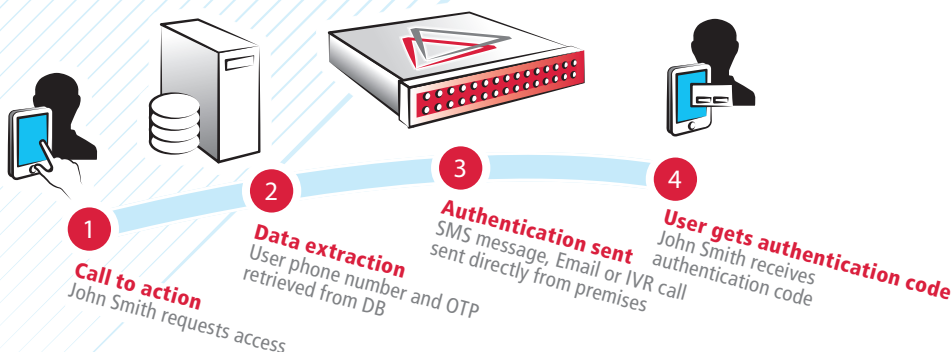 1
Call to action
John Smith requests access
2
Data extraction
User phone number and OTP
retrieved from DB
3
Authentication sent
SMS message, Email or IVR call
sent directly from premises
4
User gets authentication code
John Smith receives
authentication code